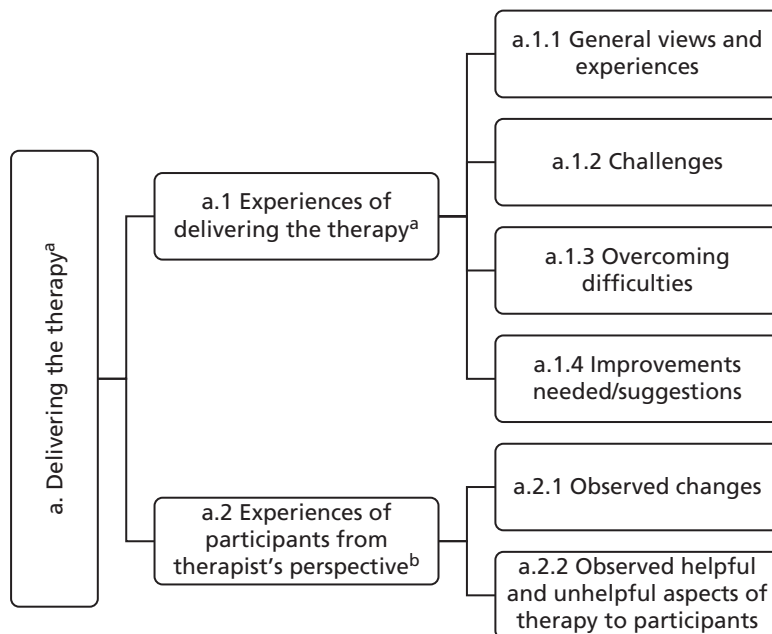 a. Delivering the therapyᵃ
a.1 Experiences of
delivering the therapyᵃ
a.1.1 General views and
experiences
a.1.2 Challenges
a.1.3 Overcoming
difficulties
a.1.4 Improvements
needed/suggestions
a.2 Experiences of
participants from
therapist's perspectiveᵇ
a.2.1 Observed changes
a.2.2 Observed helpful
and unhelpful aspects of
therapy to participants